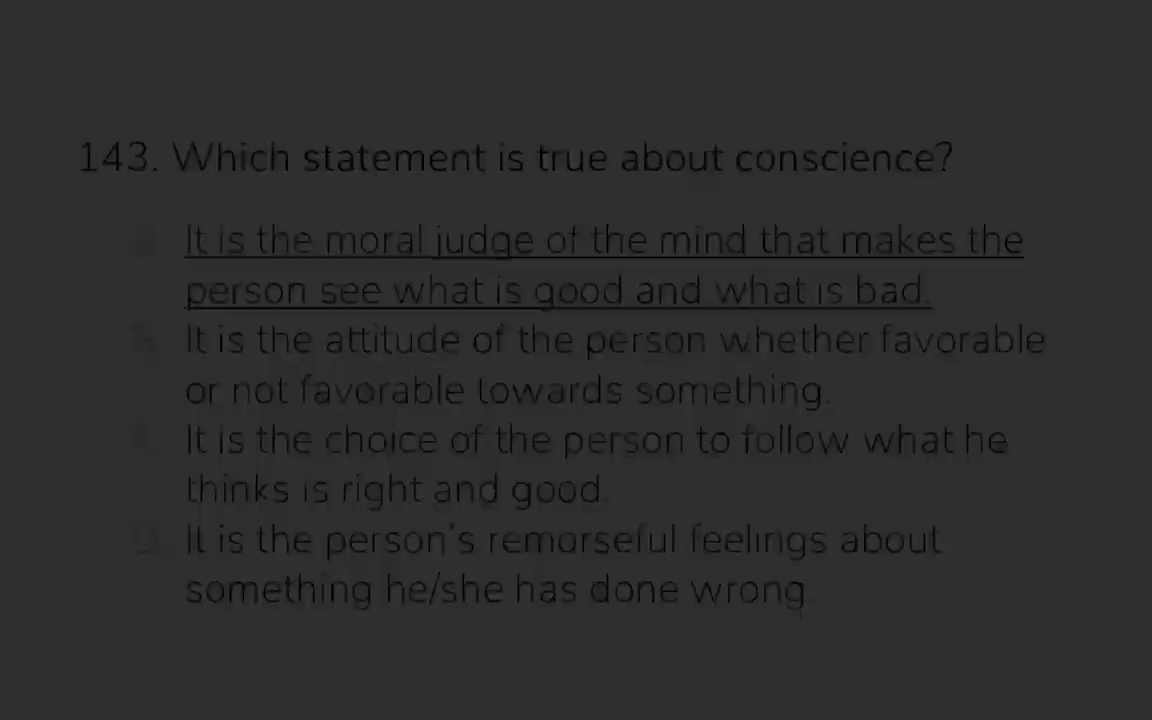 143. Which statement is true about conscience?
It is the moral judge of the mind that makes the
person see what is good and what is bad.
It is the attitude of the person whether favorable
or not favorable towards something.
It is the choice of the person to follow what he
thinks is right and good.
D. It is the person's remorseful feelings about
something he/she has done wrong.